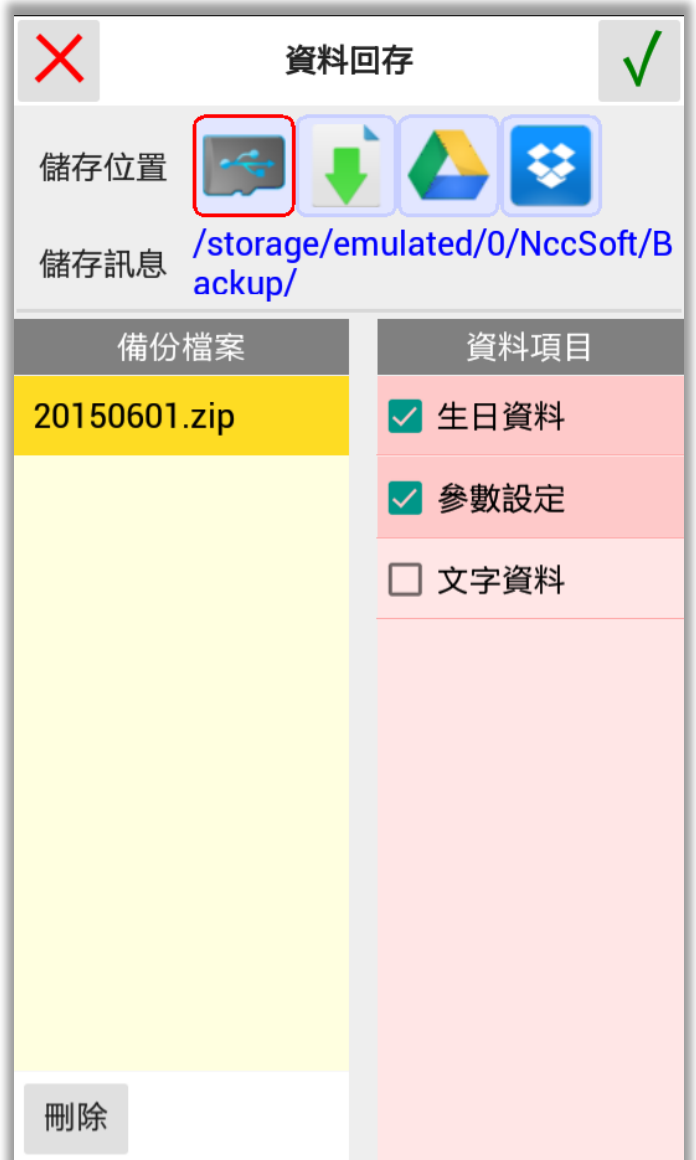 資料回存
儲存位置
儲存訊息
/storage/emulated/0/NccSoft/B
ackup/
備份檔案
資料項目
20150601.zip
生日資料
參數設定
文字資料
刪除